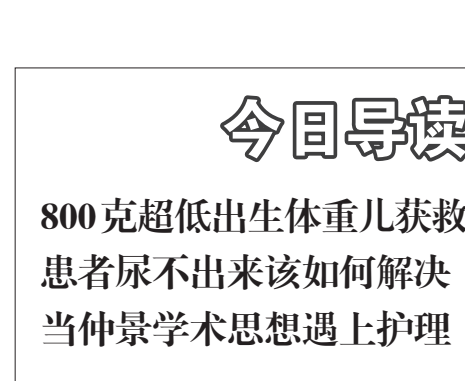 今日导读
800克超低出生体重儿获救
患者尿不出来该如何解决
当仲景学术思想遇上护理